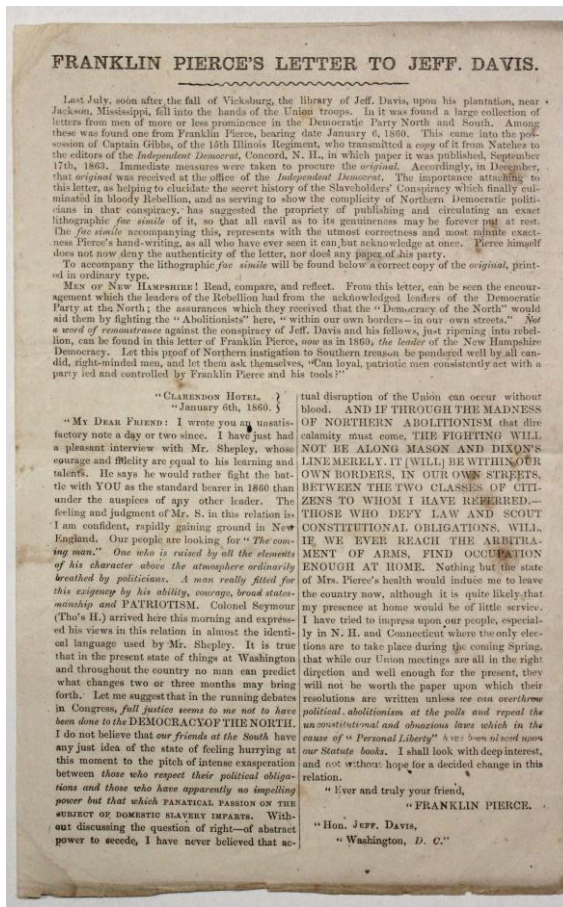 FRANKLIN PIERCE'S LETTER TO JEFF. DAVIS.
Last July, soon after the fall of Vicksburg, the library of Jeff. Davis, upon his plantation, near
Jackson, Mississippi, fell into the hands of the Union troops. In it was found a large collection of
letters from men of more or less prominence in the Democratic Party North and South. Among
these was found one from Franklin Pierce, bearing date January 6, 1860. This came into the pos-
session of Captain Gibbs, of the 15th Illinois Regiment, who transmitted a copy of it from Natchez to
the editors of the Independent Democrat, Concord, N. H., in which paper it was published, September
17th, 1863. Immediate measures were taken to procure the original. Accordingly, in December,
that original was received at the office of the Independent Democrat. The importance attaching to
this letter, as helping to elucidate the secret history of the Slaveholders' Conspiracy which finally cul-
minated in bloody Rebellion, and as serving to show the complicity of Northern Democratic politi-
cians in that conspiracy, has suggested the propriety of publishing and circulating an exact
lithographic fac simile of it, so that all cavil as to its genuineness may be forever put at rest.
The fac simile accompanying this, represents with the utmost correctness and most minute exact-
ness Pierce's hand-writing, as all who have ever seen it can but acknowledge at once. Pierce himself
does not now deny the authenticity of the letter, nor does any paper of his party.
To accompany the lithographic fac simile will be found below a correct copy of the original, print-
ed in ordinary type.
MEN OF NEW HAMPSHIRE! Read, compare, and reflect. From this letter, can be seen the encour-
agement which the leaders of the Rebellion had from the acknowledged leaders of the Democratic
Party at the North; the assurances which they received that the "Democracy of the North" would
aid them by fighting the "Abolitionists" here, "within our own borders—in our own streets." Not
a word of remonstrance against the conspiracy of Jeff. Davis and his fellows, just ripening into rebel-
lion, can be found in this letter of Franklin Pierce, now as in 1860, the leader of the New Hampshire
Democracy. Let this proof of Northern instigation to Southern treason be pondered well by all can-
did, right-minded men, and let them ask themselves, "Can loyal, patriotic men consistently act with a
party led and controlled by Franklin Pierce and his tools?"
"CLARENDON HOTEL, }
"January 6th, 1860. }
"MY DEAR FRIEND: I wrote you an unsatis-
factory note a day or two since. I have just had
a pleasant interview with Mr. Shepley, whose
courage and fidelity are equal to his learning and
talents. He says he would rather fight the bat-
tle with YOU as the standard bearer in 1860 than
under the auspices of any other leader. The
feeling and judgment of Mr. S. in this relation is,
I am confident, rapidly gaining ground in New
England. Our people are looking for "The com-
ing man." One who is raised by all the elements
of his character above the atmosphere ordinarily
breathed by politicians. A man really fitted for
this exigency by his ability, courage, broad states-
manship and PATRIOTISM. Colonel Seymour
(Tho's H.) arrived here this morning and express-
ed his views in this relation in almost the identi-
cal language used by Mr. Shepley. It is true
that in the present state of things at Washington
and throughout the country no man can predict
what changes two or three months may bring
forth. Let me suggest that in the running debates
in Congress, full justice seems to me not to have
been done to the DEMOCRACY OF THE NORTH.
I do not believe that our friends at the South have
any just idea of the state of feeling hurrying at
this moment to the pitch of intense exasperation
between those who respect their political obliga-
tions and those who have apparently no impelling
power but that which FANATICAL PASSION ON THE
SUBJECT OF DOMESTIC SLAVERY IMPARTS. With-
out discussing the question of right—of abstract
power to secede, I have never believed that ac-
tual disruption of the Union can occur without
blood. AND IF THROUGH THE MADNESS
OF NORTHERN ABOLITIONISM that dire
calamity must come, THE FIGHTING WILL
NOT BE ALONG MASON AND DIXON'S
LINE MERELY. IT [WILL] BE WITHIN OUR
OWN BORDERS, IN OUR OWN STREETS,
BETWEEN THE TWO CLASSES OF CITI-
ZENS TO WHOM I HAVE REFERRED.—
THOSE WHO DEFY LAW AND SCOUT
CONSTITUTIONAL OBLIGATIONS, WILL,
IF WE EVER REACH THE ARBITRA-
MENT OF ARMS, FIND OCCUPATION
ENOUGH AT HOME. Nothing but the state
of Mrs. Pierce's health would induce me to leave
the country now, although it is quite likely that
my presence at home would be of little service.
I have tried to impress upon our people, especial-
ly in N. H. and Connecticut where the only elec-
tions are to take place during the coming Spring,
that while our Union meetings are all in the right
direction and well enough for the present, they
will not be worth the paper upon which their
resolutions are written unless we can overthrow
political abolitionism at the polls and repeal the
unconstitutional and obnoxious laws which in the
cause of "Personal Liberty" have been placed upon
our Statute books. I shall look with deep interest,
and not without hope for a decided change in this
relation.
"Ever and truly your friend,
"FRANKLIN PIERCE.
"Hon. JEFF. DAVIS,
"Washington, D. C."